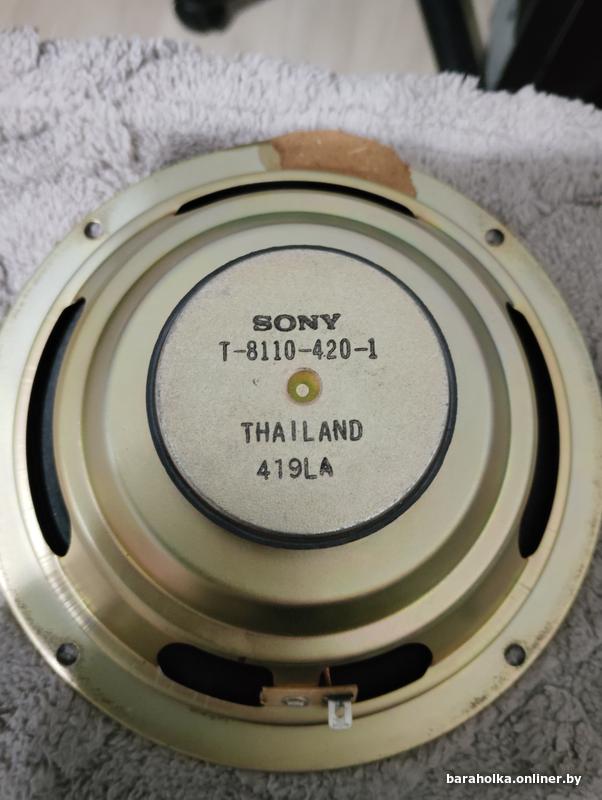 SONY
T-8110-420-1
THAILAND
419LA
baraholka.onliner.by